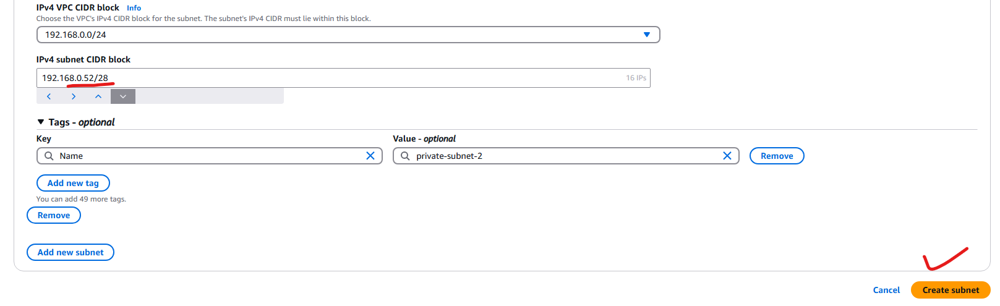 IPv4 VPC CIDR block Info
Choose the VPC's IPv4 CIDR block for the subnet. The subnet's IPv4 CIDR must lie within this block.
192.168.0.0/24
IPv4 subnet CIDR block
192.168.0.52/28 16 IPs
Tags - optional
Key Value - optional
Name private-subnet-2 Remove
Add new tag
You can add 49 more tags.
Remove
Add new subnet
Cancel Create subnet